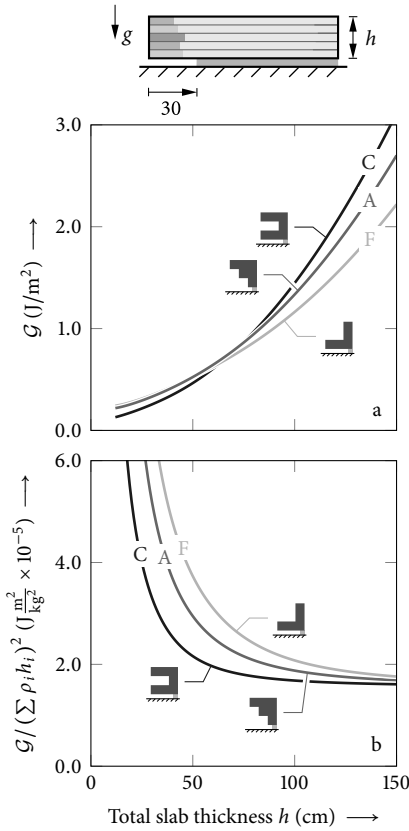 g
h
30
3.0
2.0
1.0
0.0
𝒢 (J/m²) ⟶
C
A
F
a
6.0
4.0
2.0
0.0
𝒢/(∑ ρᵢhᵢ)² (J m²/kg² × 10⁻⁵) ⟶
C A F
b
0 50 100 150
Total slab thickness h (cm) ⟶